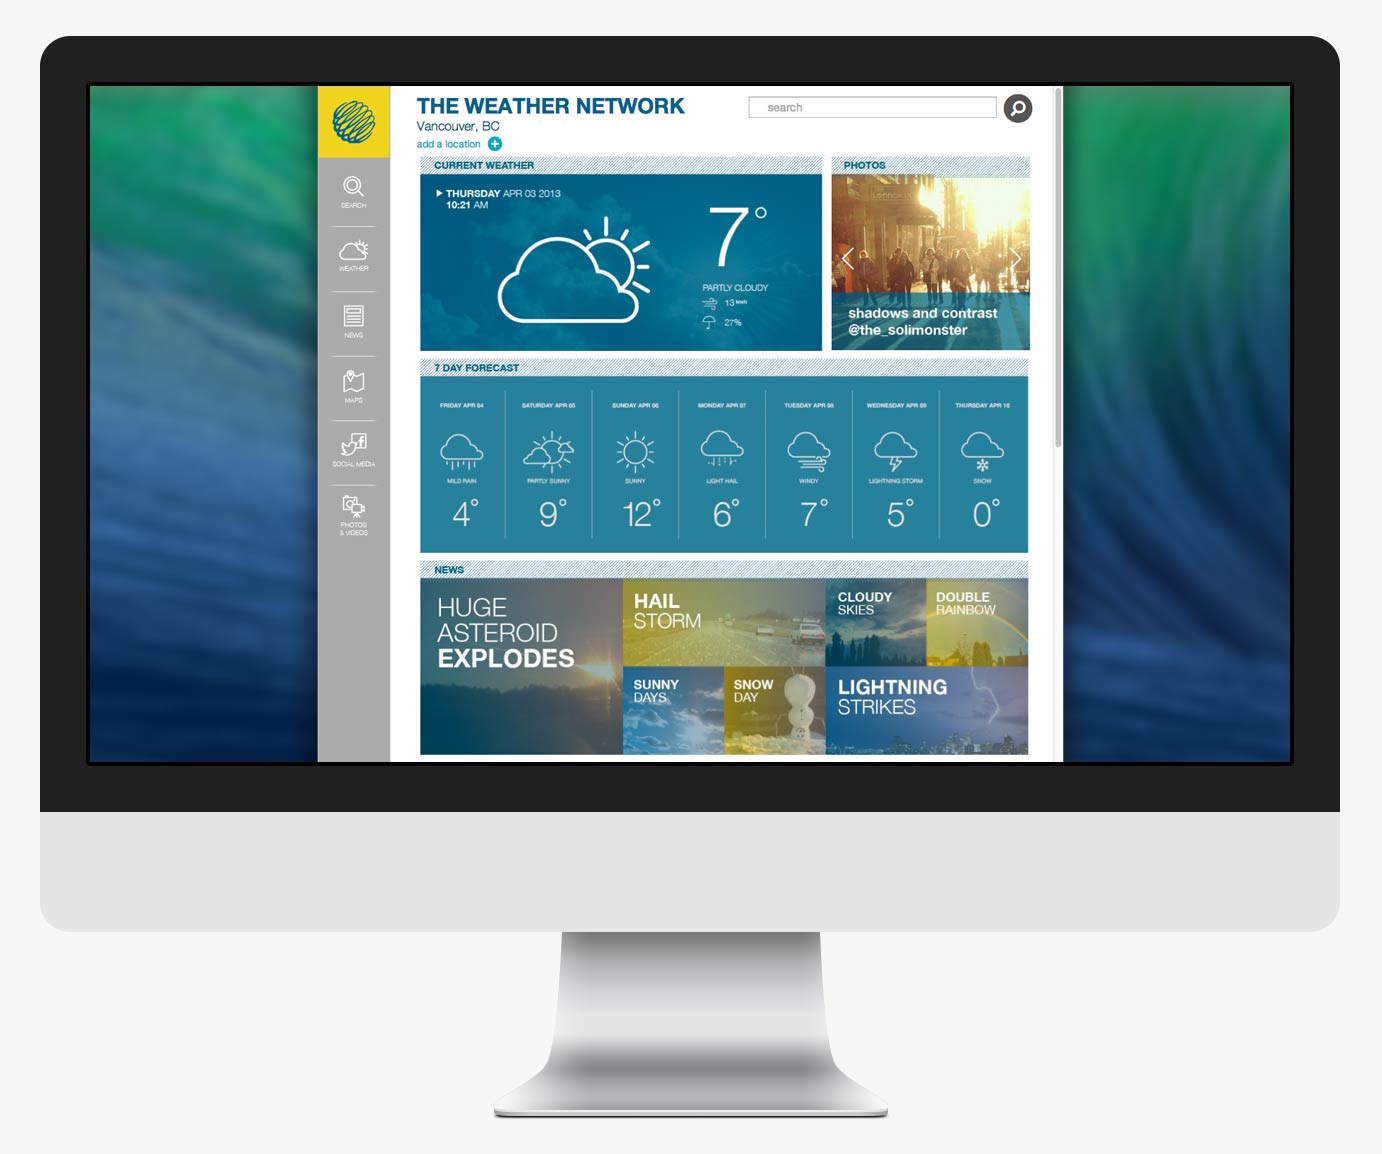 THE WEATHER NETWORK
Vancouver, BC
add a location
search
SEARCH
WEATHER
NEWS
MAPS
SOCIAL MEDIA
PHOTOS
& VIDEOS
CURRENT WEATHER
THURSDAY APR 03 2013
10:21 AM
7°
PARTLY CLOUDY
13 km/h
27%
PHOTOS
shadows and contrast
@the_solimonster
7 DAY FORECAST
FRIDAY APR 04
MILD RAIN
4°
SATURDAY APR 05
PARTLY SUNNY
9°
SUNDAY APR 06
SUNNY
12°
MONDAY APR 07
LIGHT HAIL
6°
TUESDAY APR 08
WINDY
7°
WEDNESDAY APR 09
LIGHTNING STORM
5°
THURSDAY APR 10
SNOW
0°
NEWS
HUGE
ASTEROID
EXPLODES
HAIL
STORM
CLOUDY
SKIES
DOUBLE
RAINBOW
SUNNY
DAYS
SNOW
DAY
LIGHTNING
STRIKES